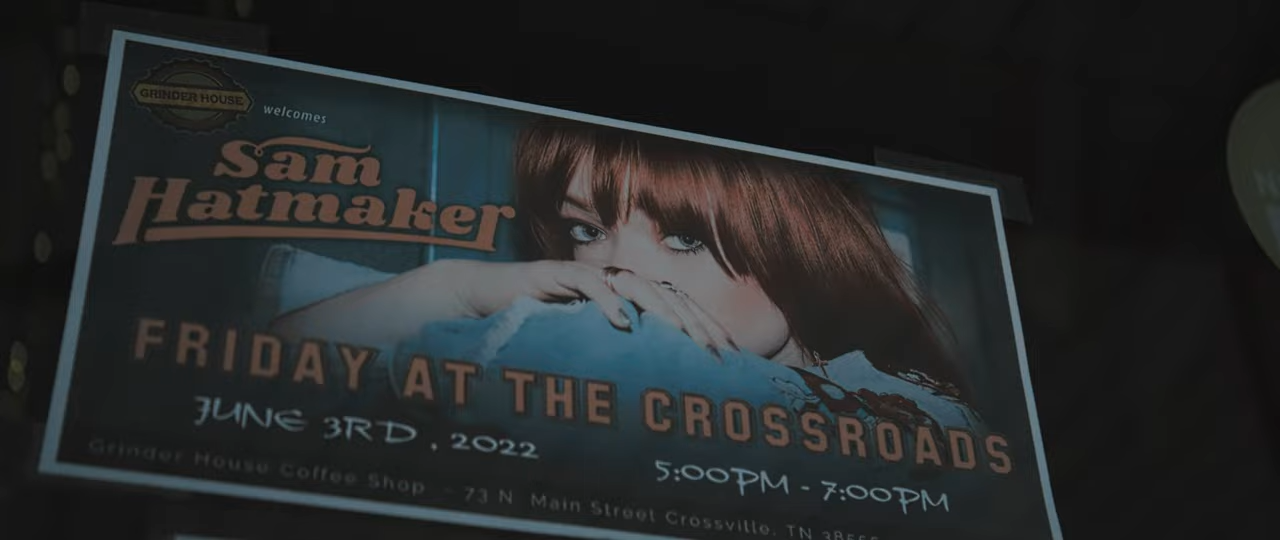 GRINDER HOUSE
welcomes
Sam
Hatmaker
FRIDAY AT THE CROSSROADS
JUNE 3RD, 2022
5:00PM - 7:00PM
Grinder House Coffee Shop - 73 N Main Street Crossville, TN